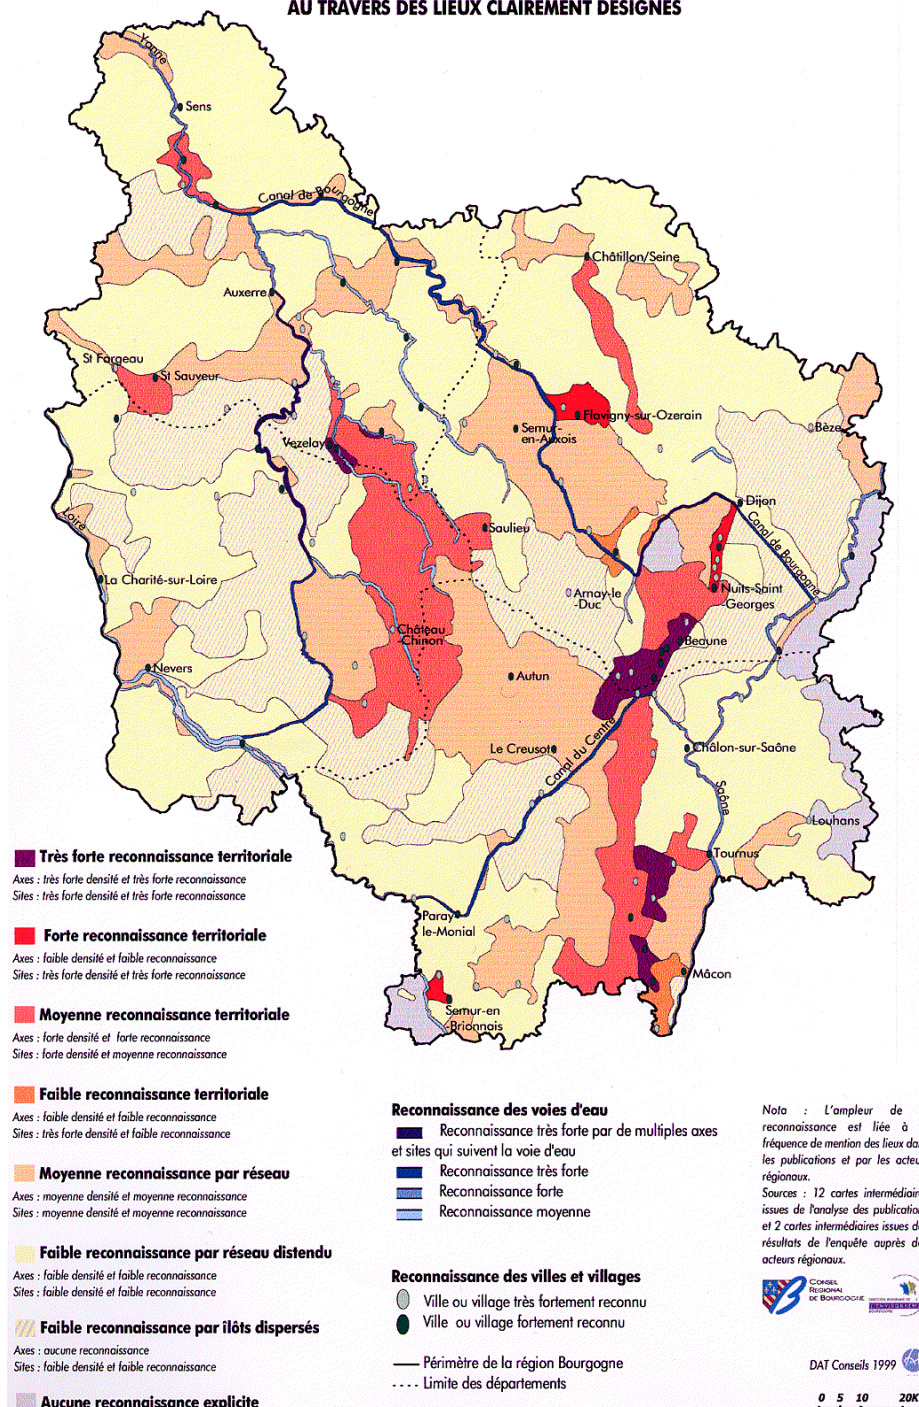 AU TRAVERS DES LIEUX CLAIREMENT DESIGNES
Yonne
Sens
Canal de Bourgogne
Châtillon/Seine
Auxerre
St Fargeau
St Sauveur
Flavigny-sur-Ozerain
Semur-
en-Auxois
Bèze
Vezelay
Dijon
Loire
Saulieu
Canal de Bourgogne
La Charité-sur-Loire
Arnay-le
-Duc
Nuits-Saint
Georges
Château
-Chinon
Beaune
Nevers
Autun
Le Creusot
Canal du Centre
Châlon-sur-Saône
Saône
Louhans
Tournus
Paray
le-Monial
Mâcon
Semur-en
-Brionnais
Très forte reconnaissance territoriale
Axes : très forte densité et très forte reconnaissance
Sites : très forte densité et très forte reconnaissance
Forte reconnaissance territoriale
Axes : faible densité et faible reconnaissance
Sites : très forte densité et très forte reconnaissance
Moyenne reconnaissance territoriale
Axes : forte densité et forte reconnaissance
Sites : forte densité et moyenne reconnaissance
Faible reconnaissance territoriale
Axes : faible densité et faible reconnaissance
Sites : très forte densité et faible reconnaissance
Moyenne reconnaissance par réseau
Axes : moyenne densité et moyenne reconnaissance
Sites : moyenne densité et moyenne reconnaissance
Faible reconnaissance par réseau distendu
Axes : faible densité et faible reconnaissance
Sites : faible densité et faible reconnaissance
Faible reconnaissance par îlôts dispersés
Axes : aucune reconnaissance
Sites : faible densité et faible reconnaissance
Aucune reconnaissance explicite
Reconnaissance des voies d'eau
Reconnaissance très forte par de multiples axes
et sites qui suivent la voie d'eau
Reconnaissance très forte
Reconnaissance forte
Reconnaissance moyenne
Reconnaissance des villes et villages
Ville ou village très fortement reconnu
Ville ou village fortement reconnu
Périmètre de la région Bourgogne
Limite des départements
Nota : L'ampleur de
reconnaissance est liée à
fréquence de mention des lieux da
les publications et par les acteu
régionaux.
Sources : 12 cartes intermédiair
issues de l'analyse des publication
et 2 cartes intermédiaires issues d
résultats de l'enquête auprès d
acteurs régionaux.
CONSEIL
REGIONAL
DE BOURGOGNE
DAT Conseils 1999
0 5 10 20K